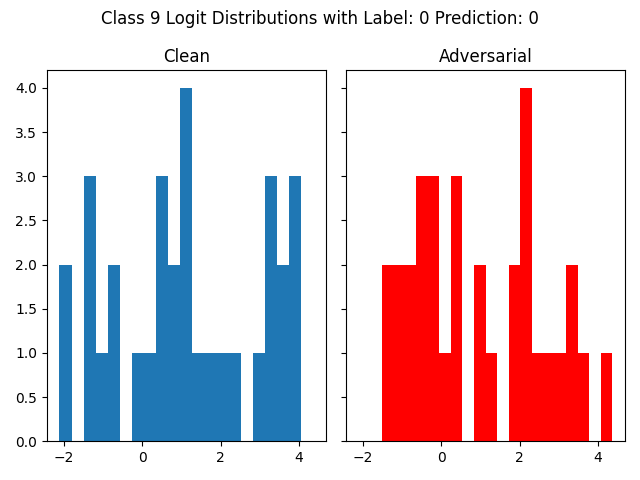 Class 9 Logit Distributions with Label: 0 Prediction: 0
Clean
Adversarial
4.0
3.5
3.0
2.5
2.0
1.5
1.0
0.5
0.0
−2 0 2 4
−2 0 2 4